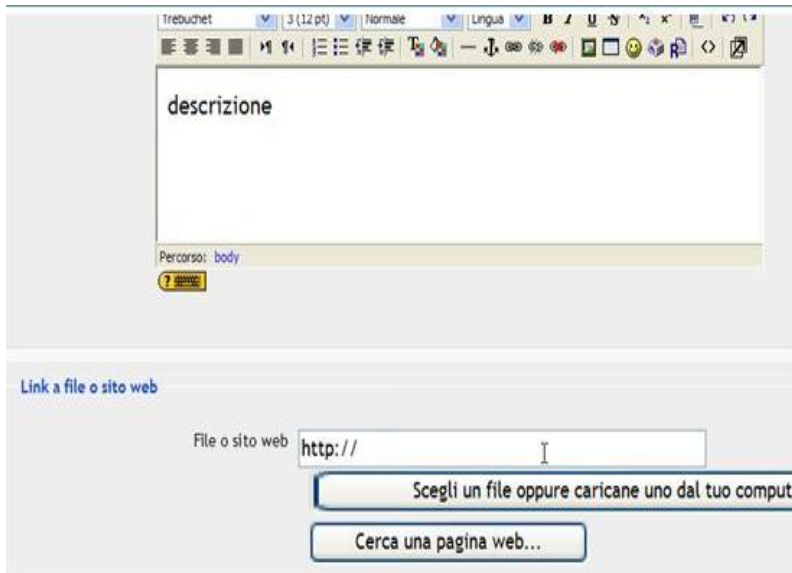 Trebuchet 3 (12 pt) Normale Lingua B I U S
descrizione
Percorso: body
?
Link a file o sito web
File o sito web http://
Scegli un file oppure caricane uno dal tuo comput
Cerca una pagina web...